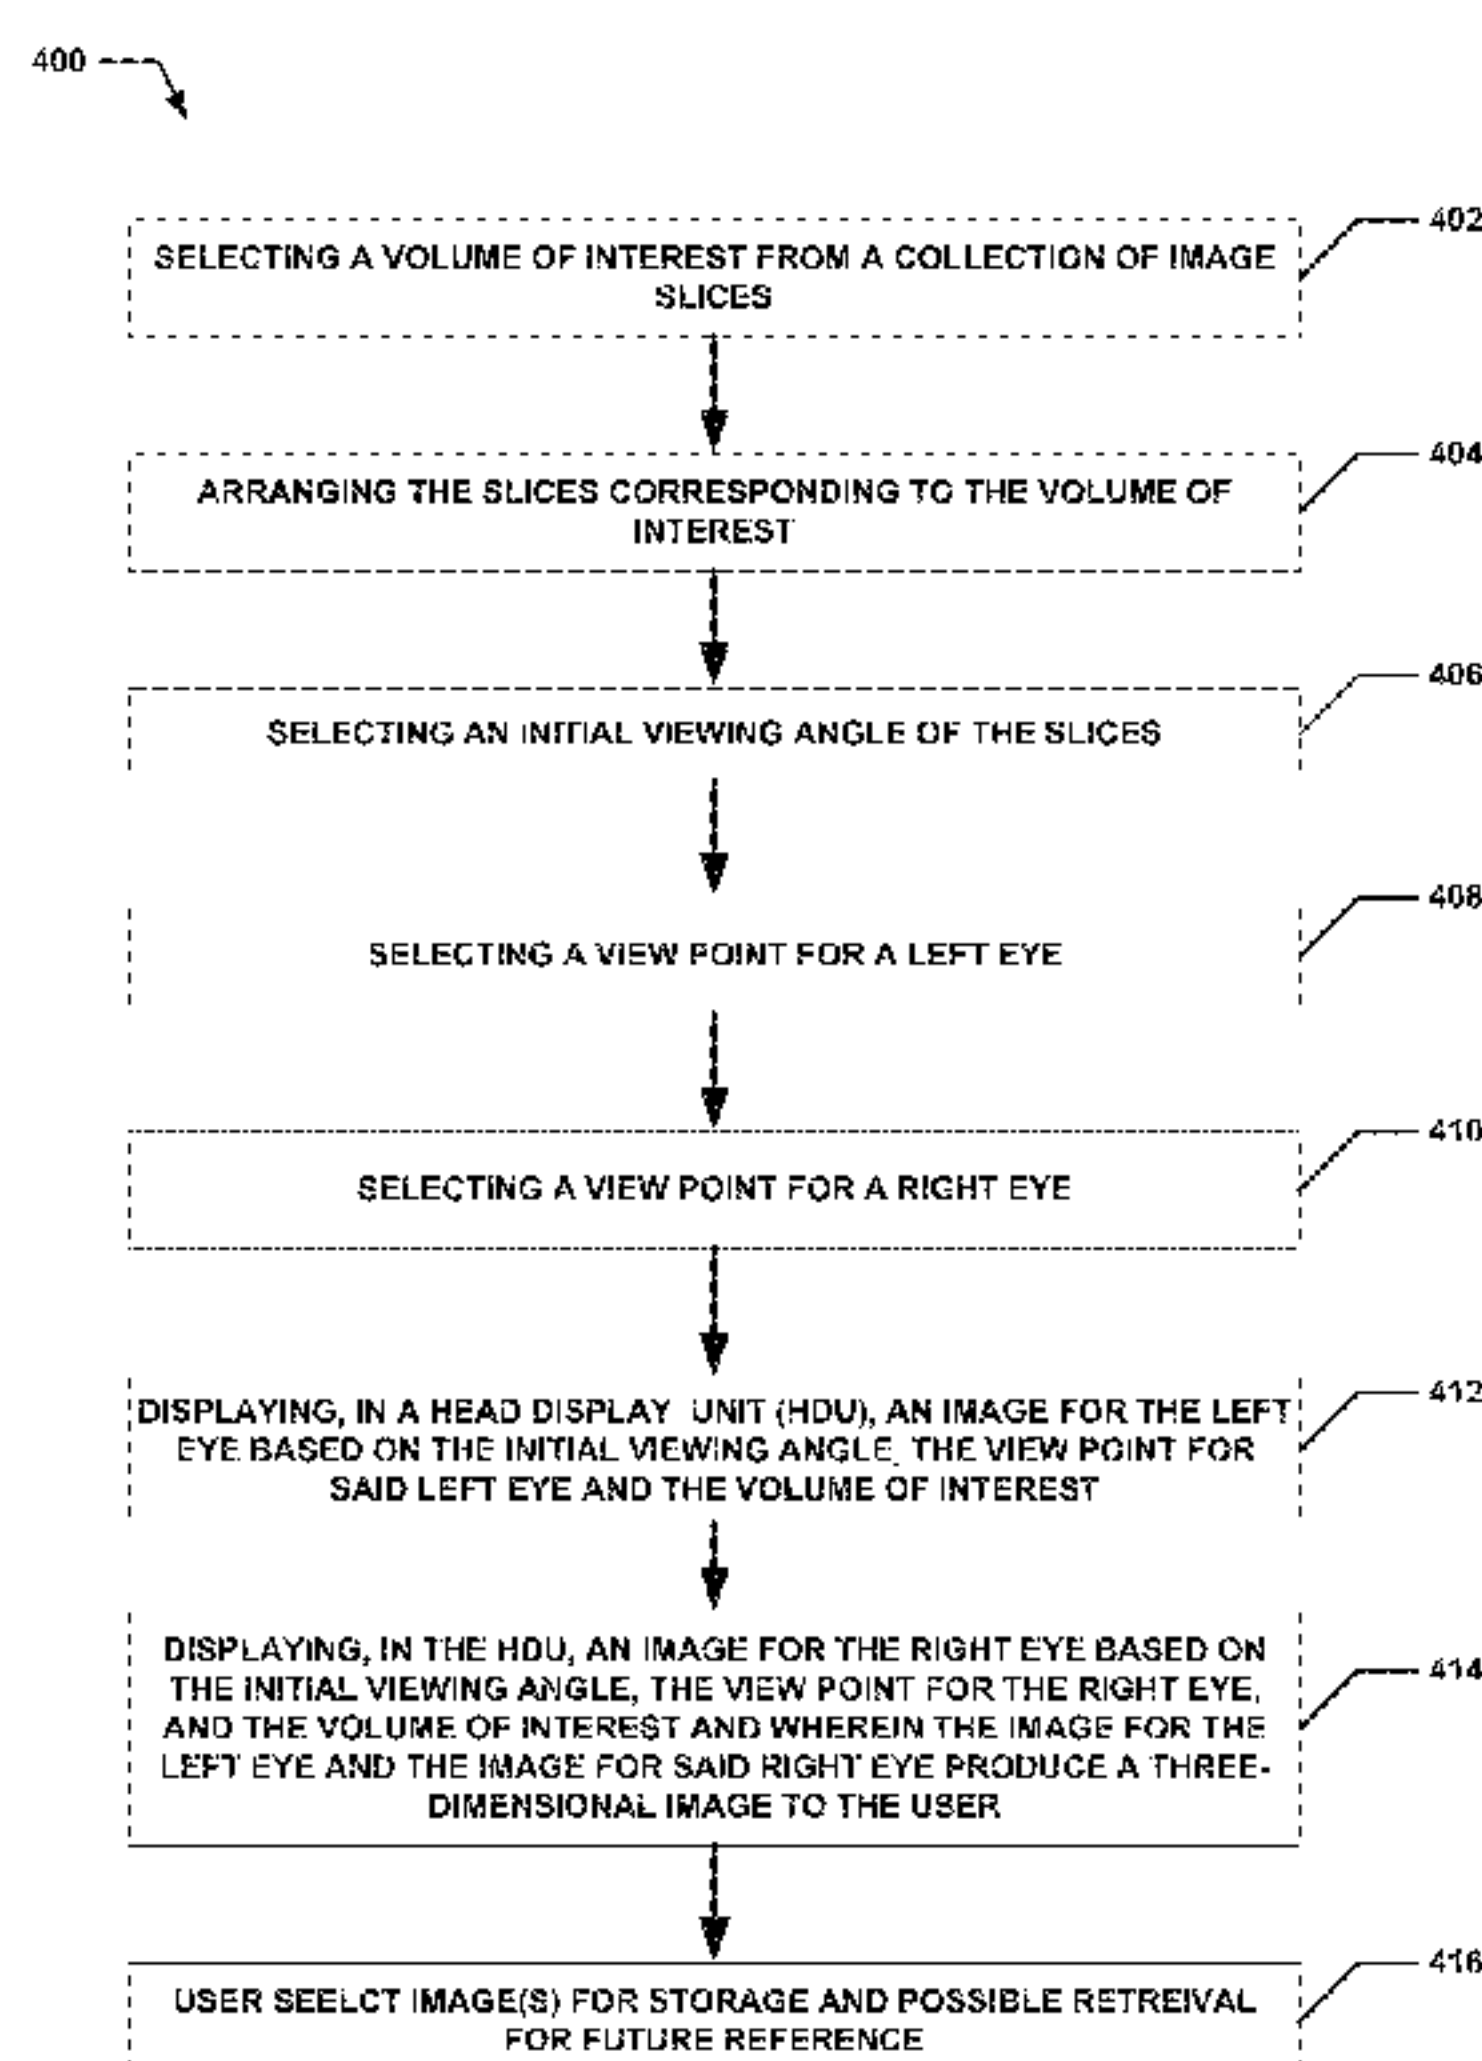 400
402
SELECTING A VOLUME OF INTEREST FROM A COLLECTION OF IMAGE
SLICES
404
ARRANGING THE SLICES CORRESPONDING TO THE VOLUME OF
INTEREST
406
SELECTING AN INITIAL VIEWING ANGLE OF THE SLICES
408
SELECTING A VIEW POINT FOR A LEFT EYE
410
SELECTING A VIEW POINT FOR A RIGHT EYE
412
DISPLAYING, IN A HEAD DISPLAY UNIT (HDU), AN IMAGE FOR THE LEFT
EYE BASED ON THE INITIAL VIEWING ANGLE, THE VIEW POINT FOR
SAID LEFT EYE AND THE VOLUME OF INTEREST
414
DISPLAYING, IN THE HDU, AN IMAGE FOR THE RIGHT EYE BASED ON
THE INITIAL VIEWING ANGLE, THE VIEW POINT FOR THE RIGHT EYE,
AND THE VOLUME OF INTEREST AND WHEREIN THE IMAGE FOR THE
LEFT EYE AND THE IMAGE FOR SAID RIGHT EYE PRODUCE A THREE-
DIMENSIONAL IMAGE TO THE USER
416
USER SEELCT IMAGE(S) FOR STORAGE AND POSSIBLE RETREIVAL
FOR FUTURE REFERENCE